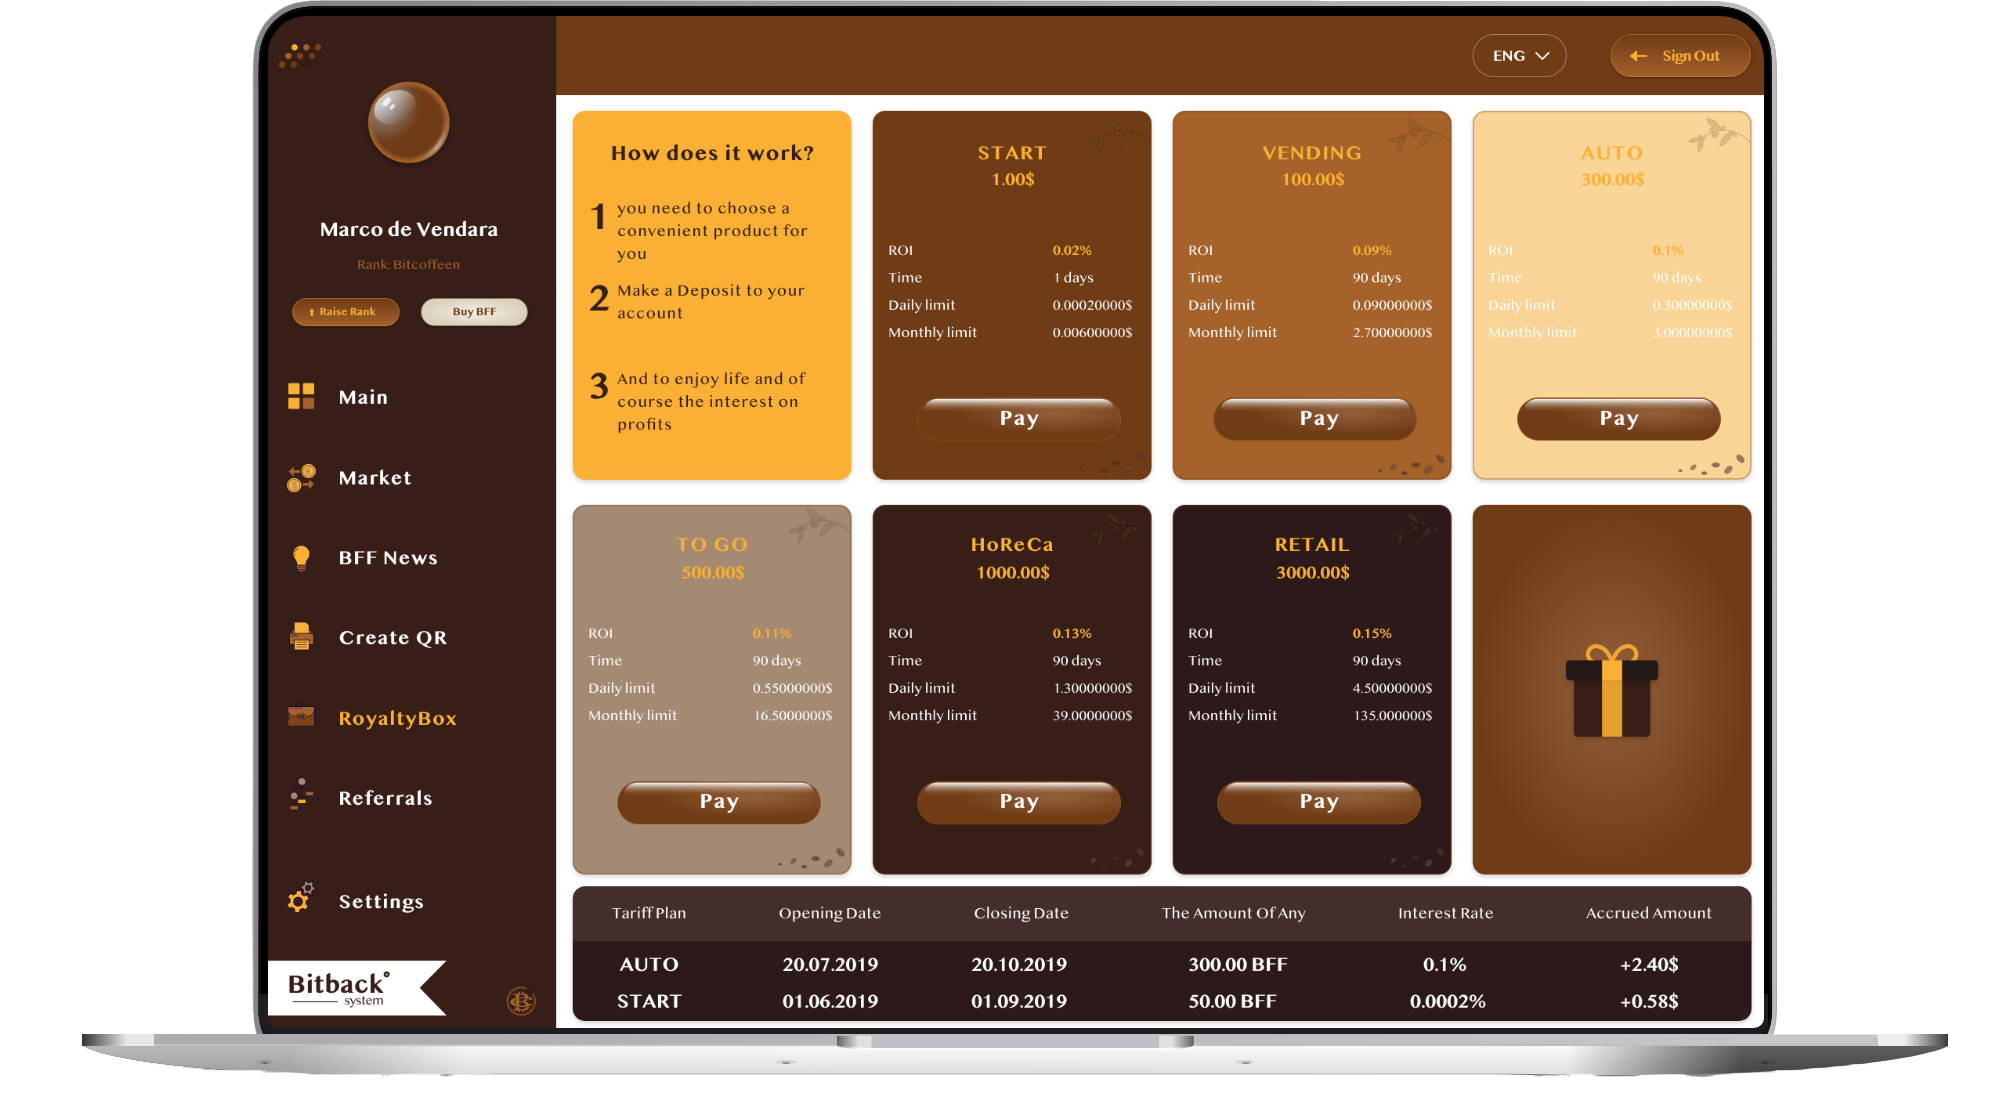 ENG
Sign Out
Marco de Vendara
Rank: Bitcoffeen
Raise Rank
Buy BFF
Main
Market
BFF News
Create QR
RoyaltyBox
Referrals
Settings
Bitback
system
How does it work?
1 you need to choose a
convenient product for
you
2 Make a Deposit to your
account
3 And to enjoy life and of
course the interest on
profits
START
1.00$
ROI 0.02%
Time 1 days
Daily limit 0.00020000$
Monthly limit 0.00600000$
Pay
VENDING
100.00$
ROI 0.09%
Time 90 days
Daily limit 0.09000000$
Monthly limit 2.70000000$
Pay
AUTO
300.00$
ROI 0.1%
Time 90 days
Daily limit 0.30000000$
Monthly limit 3.00000000$
Pay
TO GO
500.00$
ROI 0.11%
Time 90 days
Daily limit 0.55000000$
Monthly limit 16.5000000$
Pay
HoReCa
1000.00$
ROI 0.13%
Time 90 days
Daily limit 1.30000000$
Monthly limit 39.0000000$
Pay
RETAIL
3000.00$
ROI 0.15%
Time 90 days
Daily limit 4.50000000$
Monthly limit 135.000000$
Pay
Tariff Plan Opening Date Closing Date The Amount Of Any Interest Rate Accrued Amount
AUTO 20.07.2019 20.10.2019 300.00 BFF 0.1% +2.40$
START 01.06.2019 01.09.2019 50.00 BFF 0.0002% +0.58$